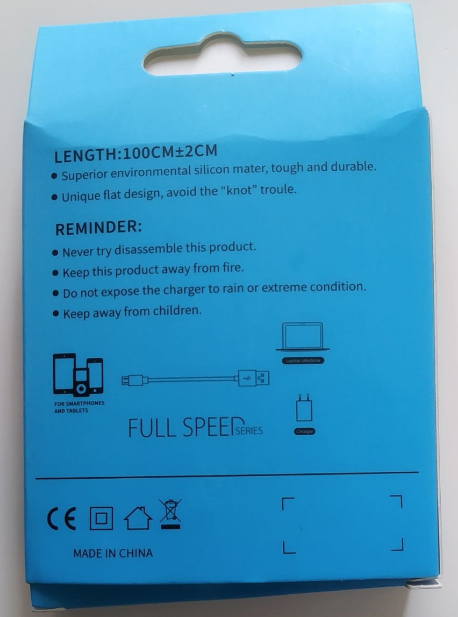 LENGTH:100CM±2CM
● Superior environmental silicon mater, tough and durable.
● Unique flat design, avoid the "knot" troule.
REMINDER:
● Never try disassemble this product.
● Keep this product away from fire.
● Do not expose the charger to rain or extreme condition.
● Keep away from children.
FOR SMARTPHONES
AND TABLETS
Charger
FULL SPEED SERIES
CE
MADE IN CHINA